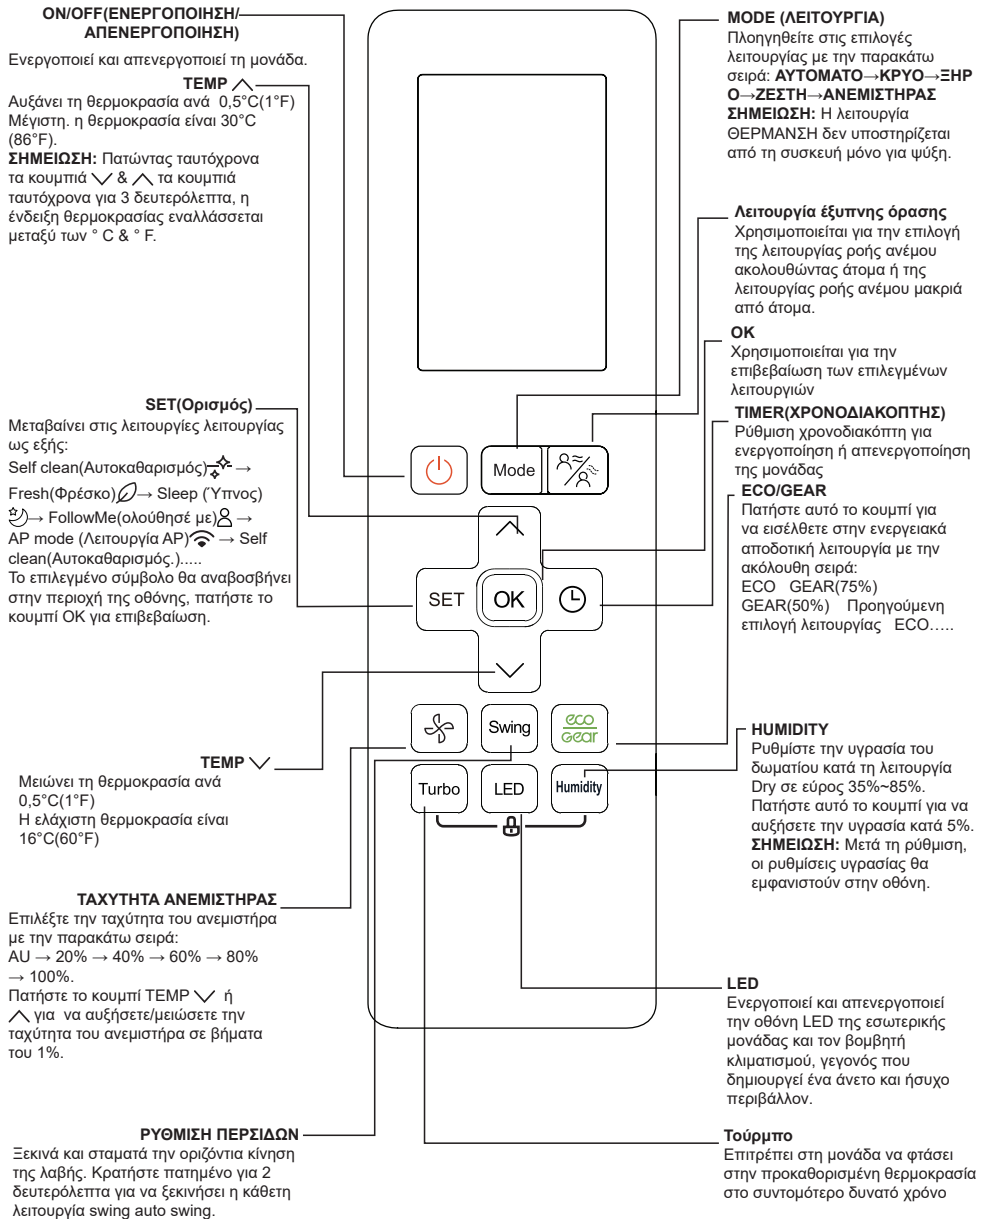 ON/OFF(ΕΝΕΡΓΟΠΟΙΗΣΗ/
ΑΠΕΝΕΡΓΟΠΟΙΗΣΗ)
Ενεργοποιεί και απενεργοποιεί τη μονάδα.
TEMP
Αυξάνει τη θερμοκρασία ανά 0,5°C(1°F)
Μέγιστη. η θερμοκρασία είναι 30°C
(86°F).
ΣΗΜΕΙΩΣΗ: Πατώντας ταυτόχρονα
τα κουμπιά & τα κουμπιά
ταυτόχρονα για 3 δευτερόλεπτα, η
ένδειξη θερμοκρασίας εναλλάσσεται
μεταξύ των ° C & ° F.
SET(Ορισμός)
Μεταβαίνει στις λειτουργίες λειτουργίας
ως εξής:
Self clean(Αυτοκαθαρισμός) →
Fresh(Φρέσκο) → Sleep (Ύπνος)
→ FollowMe(ολούθησέ με) →
AP mode (Λειτουργία AP) → Self
clean(Αυτοκαθαρισμός.).....
Το επιλεγμένο σύμβολο θα αναβοσβήνει
στην περιοχή της οθόνης, πατήστε το
κουμπί OK για επιβεβαίωση.
TEMP
Μειώνει τη θερμοκρασία ανά
0,5°C(1°F)
Η ελάχιστη θερμοκρασία είναι
16°C(60°F)
ΤΑΧΥΤΗΤΑ ΑΝΕΜΙΣΤΗΡΑΣ
Επιλέξτε την ταχύτητα του ανεμιστήρα
με την παρακάτω σειρά:
AU → 20% → 40% → 60% → 80%
→ 100%.
Πατήστε το κουμπί TEMP ή
για να αυξήσετε/μειώσετε την
ταχύτητα του ανεμιστήρα σε βήματα
του 1%.
ΡΥΘΜΙΣΗ ΠΕΡΣΙΔΩΝ
Ξεκινά και σταματά την οριζόντια κίνηση
της λαβής. Κρατήστε πατημένο για 2
δευτερόλεπτα για να ξεκινήσει η κάθετη
λειτουργία swing auto swing.
Mode
SET
OK
Swing
eco
Gear
Turbo
LED
Humidity
MODE (ΛΕΙΤΟΥΡΓΙΑ)
Πλοηγηθείτε στις επιλογές
λειτουργίας με την παρακάτω
σειρά: ΑΥΤΟΜΑΤΟ→ΚΡΥΟ→ΞΗΡ
Ο→ΖΕΣΤΗ→ΑΝΕΜΙΣΤΗΡΑΣ
ΣΗΜΕΙΩΣΗ: Η λειτουργία
ΘΕΡΜΑΝΣΗ δεν υποστηρίζεται
από τη συσκευή μόνο για ψύξη.
Λειτουργία έξυπνης όρασης
Χρησιμοποιείται για την επιλογή
της λειτουργίας ροής ανέμου
ακολουθώντας άτομα ή της
λειτουργίας ροής ανέμου μακριά
από άτομα.
OK
Χρησιμοποιείται για την
επιβεβαίωση των επιλεγμένων
λειτουργιών
TIMER(ΧΡΟΝΟΔΙΑΚΟΠΤΗΣ)
Ρύθμιση χρονοδιακόπτη για
ενεργοποίηση ή απενεργοποίηση
της μονάδας
ECO/GEAR
Πατήστε αυτό το κουμπί για
να εισέλθετε στην ενεργειακά
αποδοτική λειτουργία με την
ακόλουθη σειρά:
ECO GEAR(75%)
GEAR(50%) Προηγούμενη
επιλογή λειτουργίας ECO…..
HUMIDITY
Ρυθμίστε την υγρασία του
δωματίου κατά τη λειτουργία
Dry σε εύρος 35%~85%.
Πατήστε αυτό το κουμπί για να
αυξήσετε την υγρασία κατά 5%.
ΣΗΜΕΙΩΣΗ: Μετά τη ρύθμιση,
οι ρυθμίσεις υγρασίας θα
εμφανιστούν στην οθόνη.
LED
Ενεργοποιεί και απενεργοποιεί
την οθόνη LED της εσωτερικής
μονάδας και τον βομβητή
κλιματισμού, γεγονός που
δημιουργεί ένα άνετο και ήσυχο
περιβάλλον.
Τούρμπο
Επιτρέπει στη μονάδα να φτάσει
στην προκαθορισμένη θερμοκρασία
στο συντομότερο δυνατό χρόνο